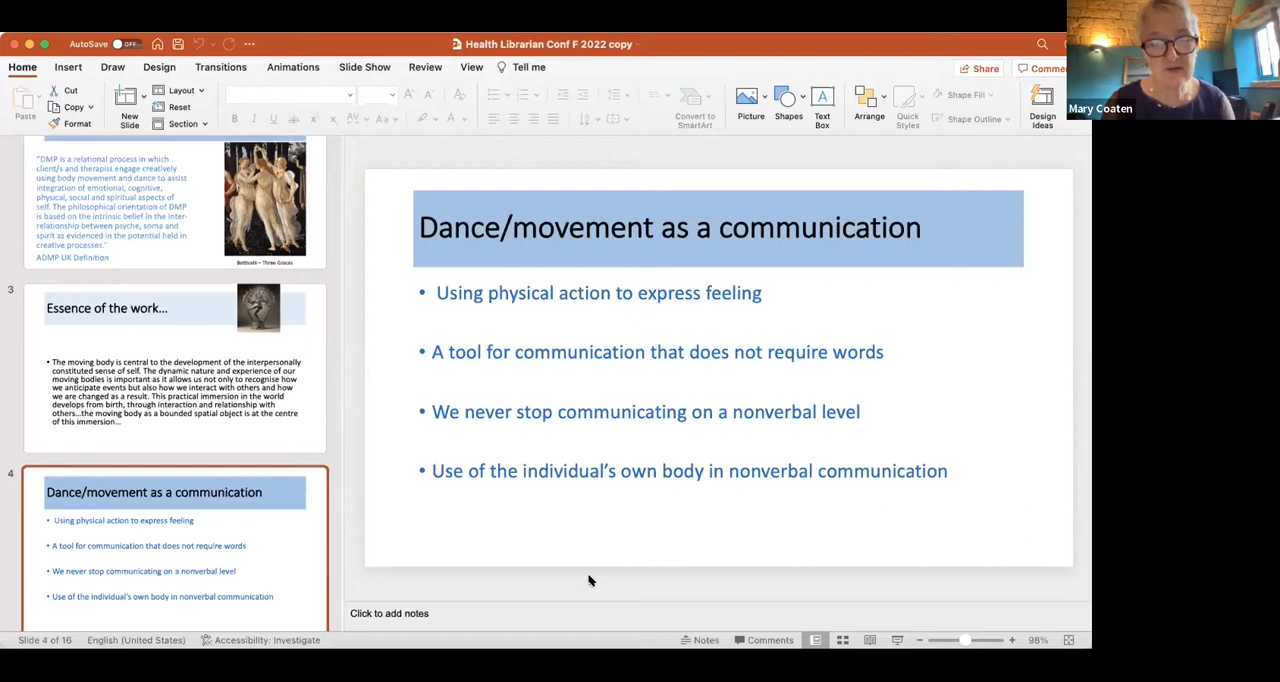 AutoSave OFF
Health Librarian Conf F 2022 copy
Home Insert Draw Design Transitions Animations Slide Show Review View Tell me
Share Comme
Paste
Cut
Copy
Format
New Slide
Layout
Reset
Section
B I U S X X AV Aa A
Convert to SmartArt
Picture
Shapes
Text Box
Arrange
Quick Styles
Shape Fill
Shape Outline
Design Ideas
Mary Coaten
"DMP is a relational process in which
client/s and therapist engage creatively
using body movement and dance to assist
integration of emotional, cognitive,
physical, social and spiritual aspects of
self. The philosophical orientation of DMP
is based on the intrinsic belief in the inter-
relationship between psyche, soma and
spirit as evidenced in the potential held in
creative processes."
ADMP UK Definition
Botticelli – Three Graces
3
Essence of the work...
• The moving body is central to the development of the interpersonally
constituted sense of self. The dynamic nature and experience of our
moving bodies is important as it allows us not only to recognise how
we anticipate events but also how we interact with others and how
we are changed as a result. This practical immersion in the world
develops from birth, through interaction and relationship with
others...the moving body as a bounded spatial object is at the centre
of this immersion...
4
Dance/movement as a communication
• Using physical action to express feeling
• A tool for communication that does not require words
• We never stop communicating on a nonverbal level
• Use of the individual's own body in nonverbal communication
Dance/movement as a communication
• Using physical action to express feeling
• A tool for communication that does not require words
• We never stop communicating on a nonverbal level
• Use of the individual's own body in nonverbal communication
Click to add notes
Slide 4 of 16 English (United States) Accessibility: Investigate
Notes Comments 98%